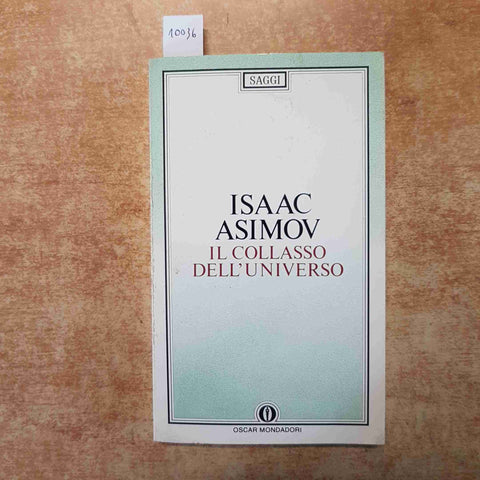 10036
SAGGI
ISAAC
ASIMOV
IL COLLASSO
DELL'UNIVERSO
OSCAR MONDADORI